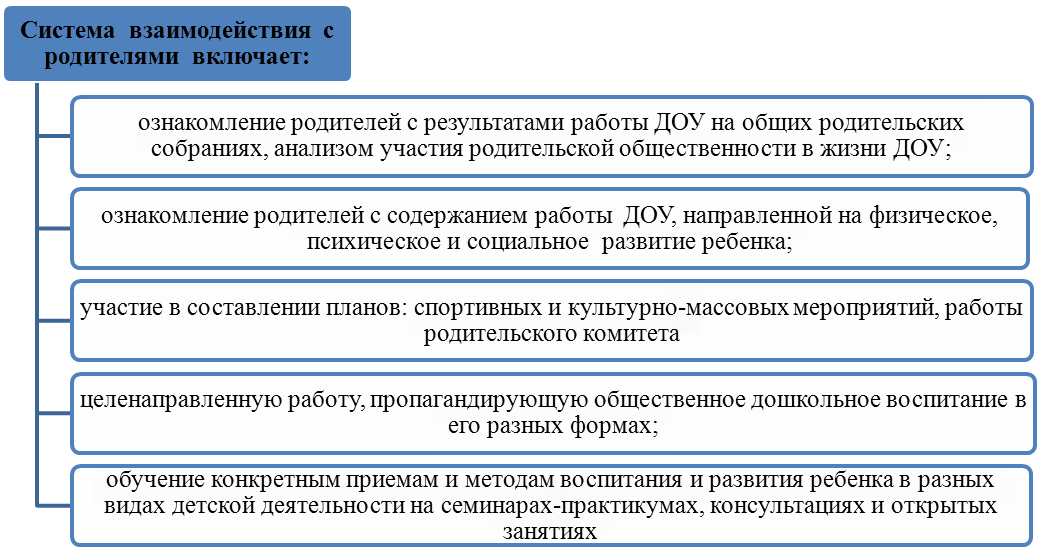 Система взаимодействия с
родителями включает:
ознакомление родителей с результатами работы ДОУ на общих родительских
собраниях, анализом участия родительской общественности в жизни ДОУ;
ознакомление родителей с содержанием работы ДОУ, направленной на физическое,
психическое и социальное развитие ребенка;
участие в составлении планов: спортивных и культурно-массовых мероприятий, работы
родительского комитета
целенаправленную работу, пропагандирующую общественное дошкольное воспитание в
его разных формах;
обучение конкретным приемам и методам воспитания и развития ребенка в разных
видах детской деятельности на семинарах-практикумах, консультациях и открытых
занятиях